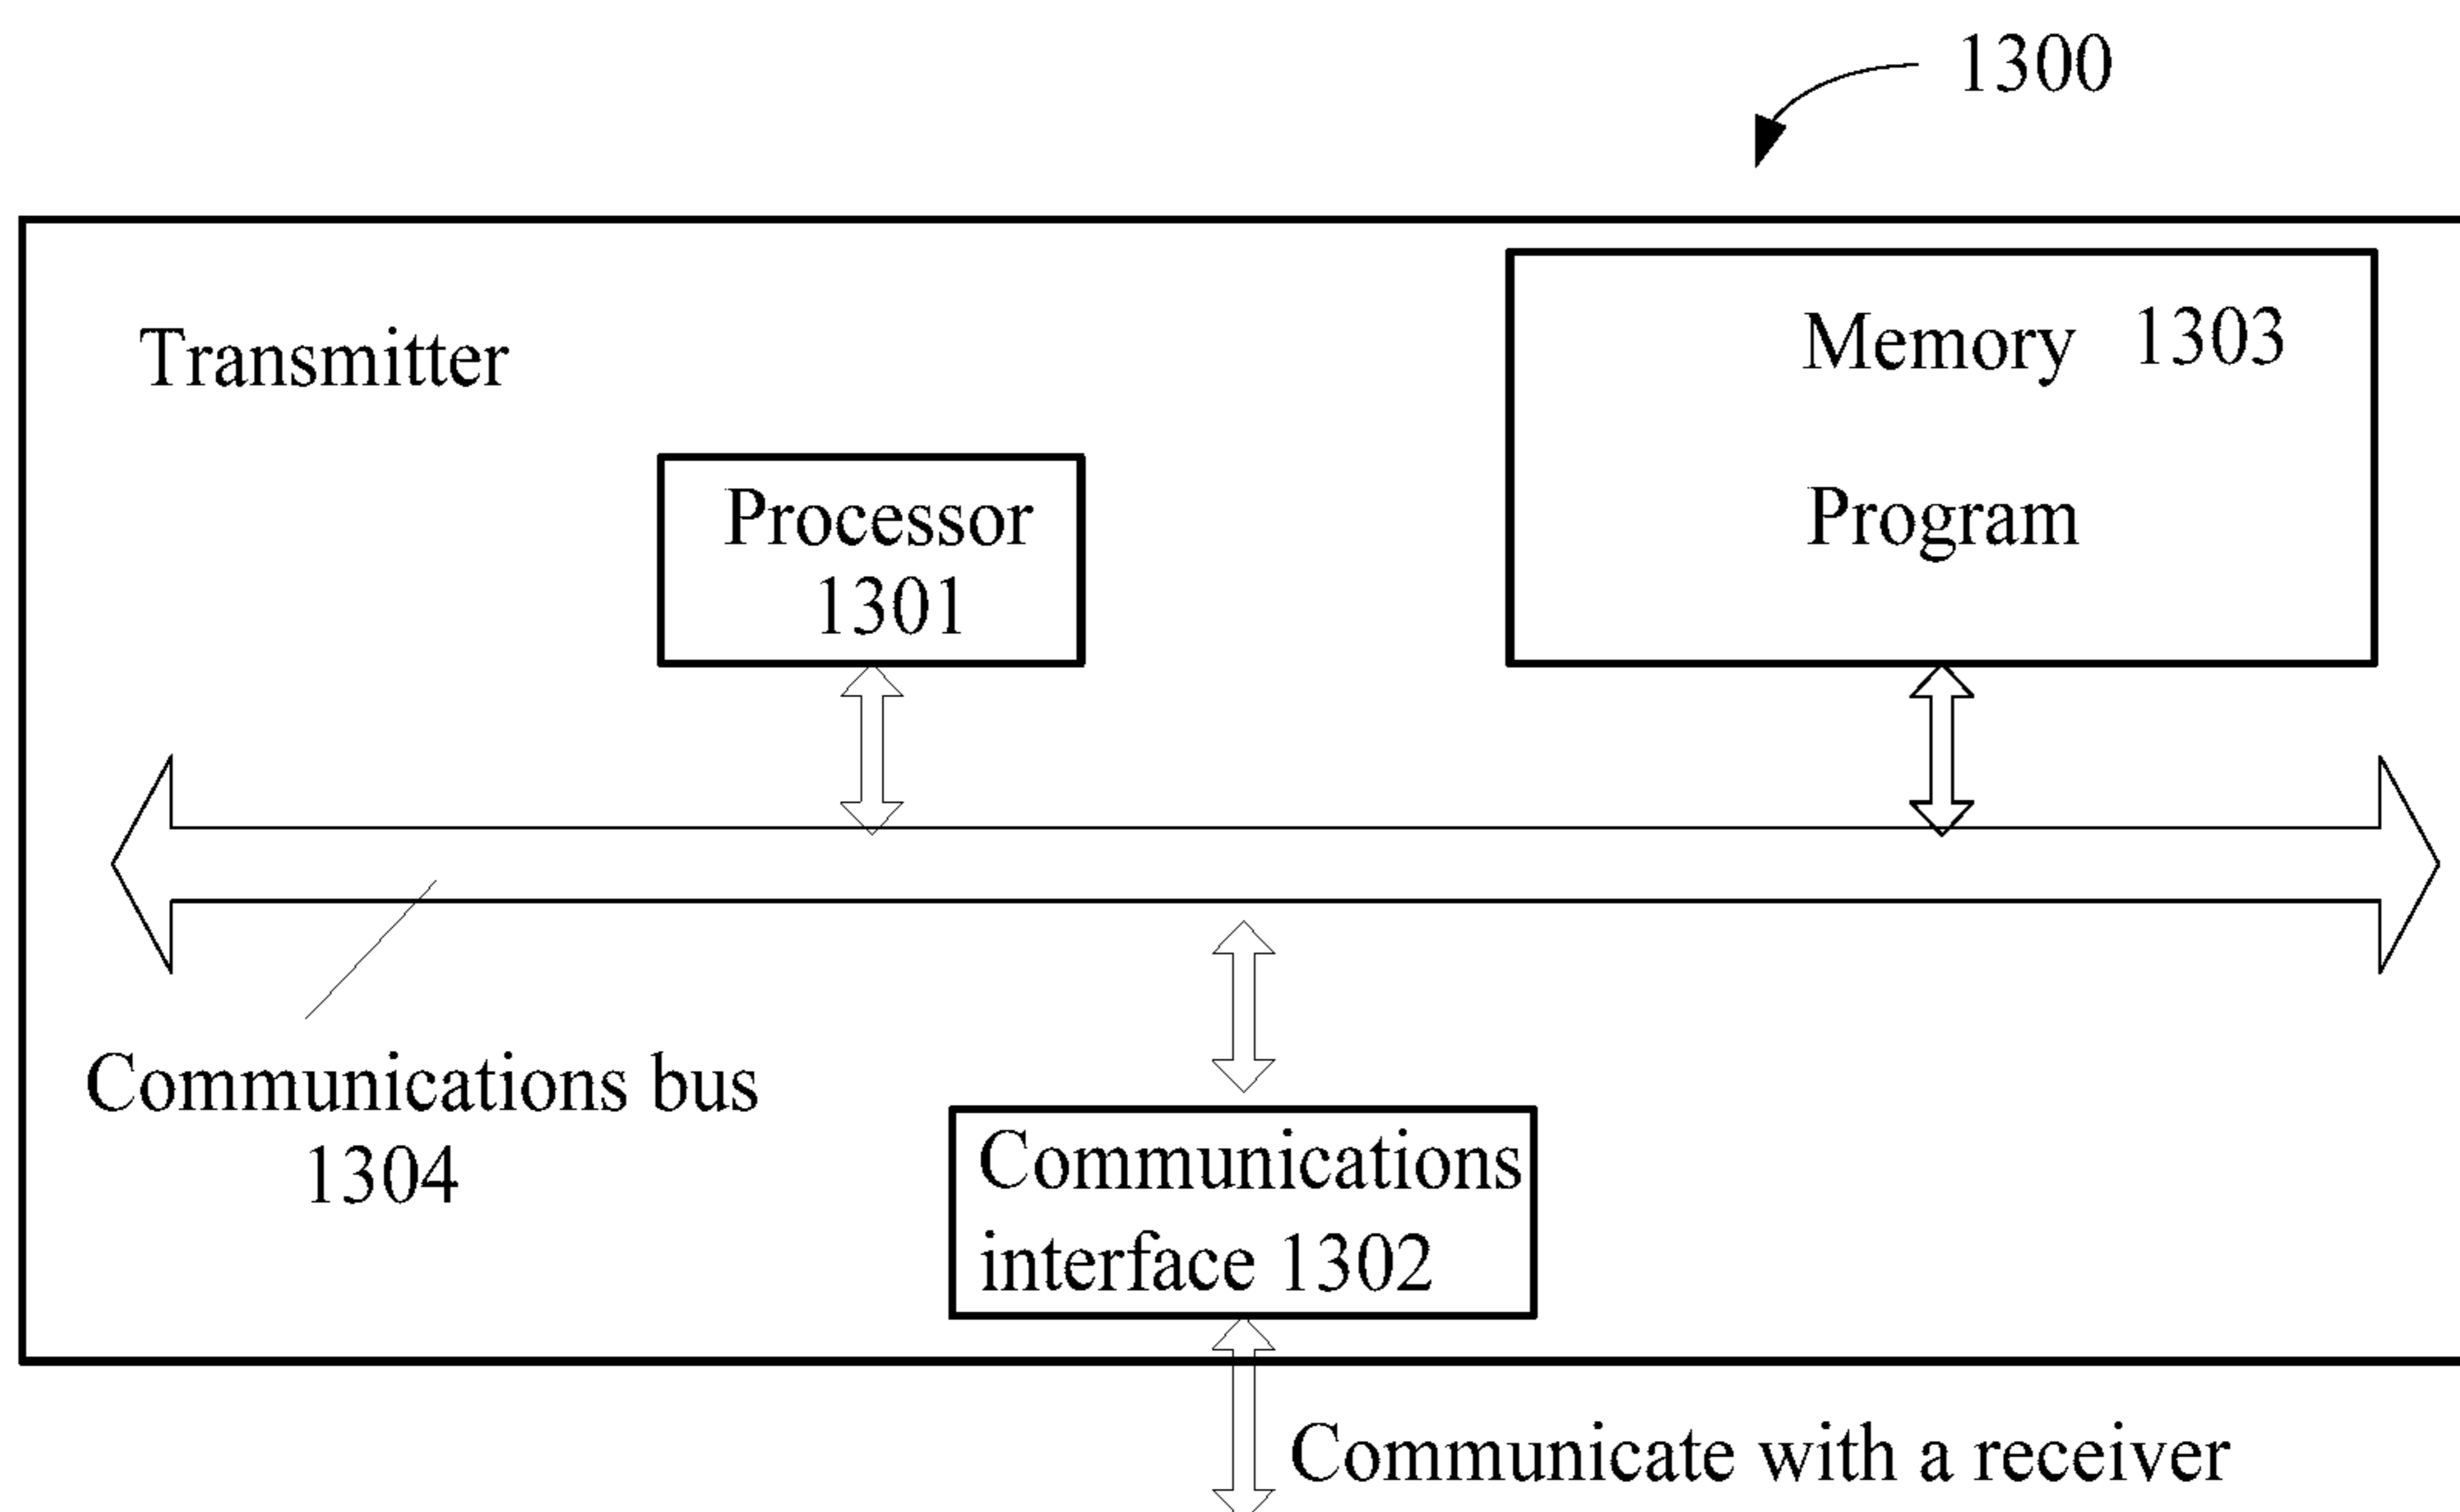 1300
Transmitter
Memory 1303
Program
Processor
1301
Communications bus
1304
Communications
interface 1302
Communicate with a receiver